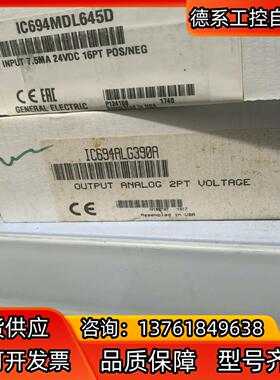 德系工控自
IC694MDL645D
INPUT 7.5MA 24VDC 16PT POS/NEG
GENERAL ELECTRIC
1740
IC694ALG390A
OUTPUT ANALOG 2PT VOLTAGE
Assembled in USA
货供应
咨询：13761849638
可开发票
品质保障
型号齐